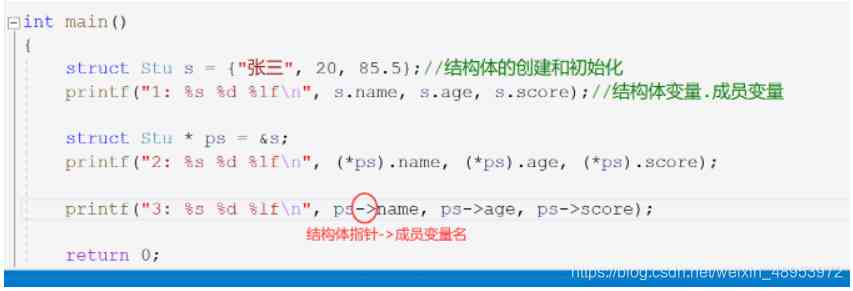 int main()
{
struct Stu s = {"张三", 20, 85.5};//结构体的创建和初始化
printf("1: %s %d %lf\n", s.name, s.age, s.score);//结构体变量.成员变量
struct Stu * ps = &s;
printf("2: %s %d %lf\n", (*ps).name, (*ps).age, (*ps).score);
printf("3: %s %d %lf\n", ps->name, ps->age, ps->score);
结构体指针->成员变量名
return 0;
https://blog.csdn.net/weixin_48953972